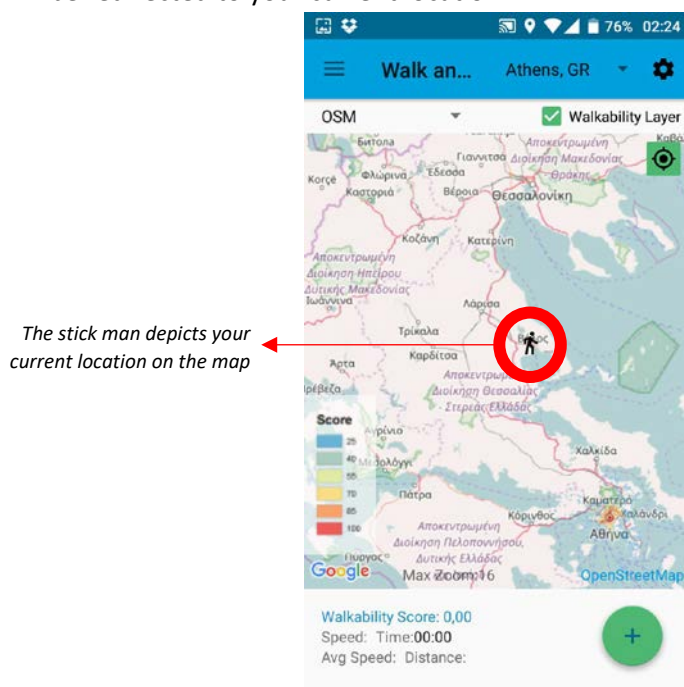 76% 02:24
Walk an... Athens, GR
OSM Walkability Layer
Битола
Γιαννιτσά
Αποκεντρωμένη
Διοίκηση Μακεδονίας
Θράκης
Korçë
Φλώρινα
Έδεσσα
Καστοριά
Βέροια
Θεσσαλονίκη
Κοζάνη
Κατερίνη
Αποκεντρωμένη
Διοίκηση Ηπείρου
Δυτικής Μακεδονίας
Ιωάννινα
Λάρισα
The stick man depicts your
current location on the map
Τρίκαλα
Καρδίτσα
Άρτα
Διοίκηση Θεσσαλίας
- Στερεάς Ελλάδας
Score
25
40
55
70
85
100
Χαλκίδα
Πάτρα
Κόρινθος
Καματερό
Χαλάνδρι
Αθήνα
Αποκεντρωμένη
Διοίκηση Πελοποννήσου,
Δυτικής Ελλάδας
Google Max Zoom:16 OpenStreetMap
Walkability Score: 0,00
Speed: Time:00:00
Avg Speed: Distance:
+